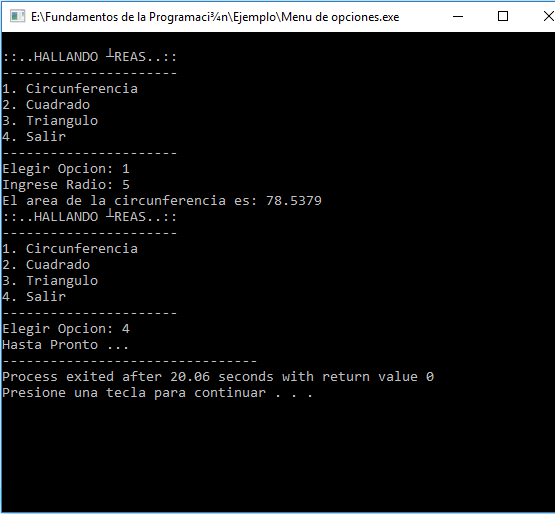 E:\Fundamentos de la Programaci¾n\Ejemplo\Menu de opciones.exe
::..HALLANDO ┴REAS..::
----------------------
1. Circunferencia
2. Cuadrado
3. Triangulo
4. Salir
----------------------
Elegir Opcion: 1
Ingrese Radio: 5
El area de la circunferencia es: 78.5379
::..HALLANDO ┴REAS..::
----------------------
1. Circunferencia
2. Cuadrado
3. Triangulo
4. Salir
----------------------
Elegir Opcion: 4
Hasta Pronto ...
--------------------------------
Process exited after 20.06 seconds with return value 0
Presione una tecla para continuar . . .